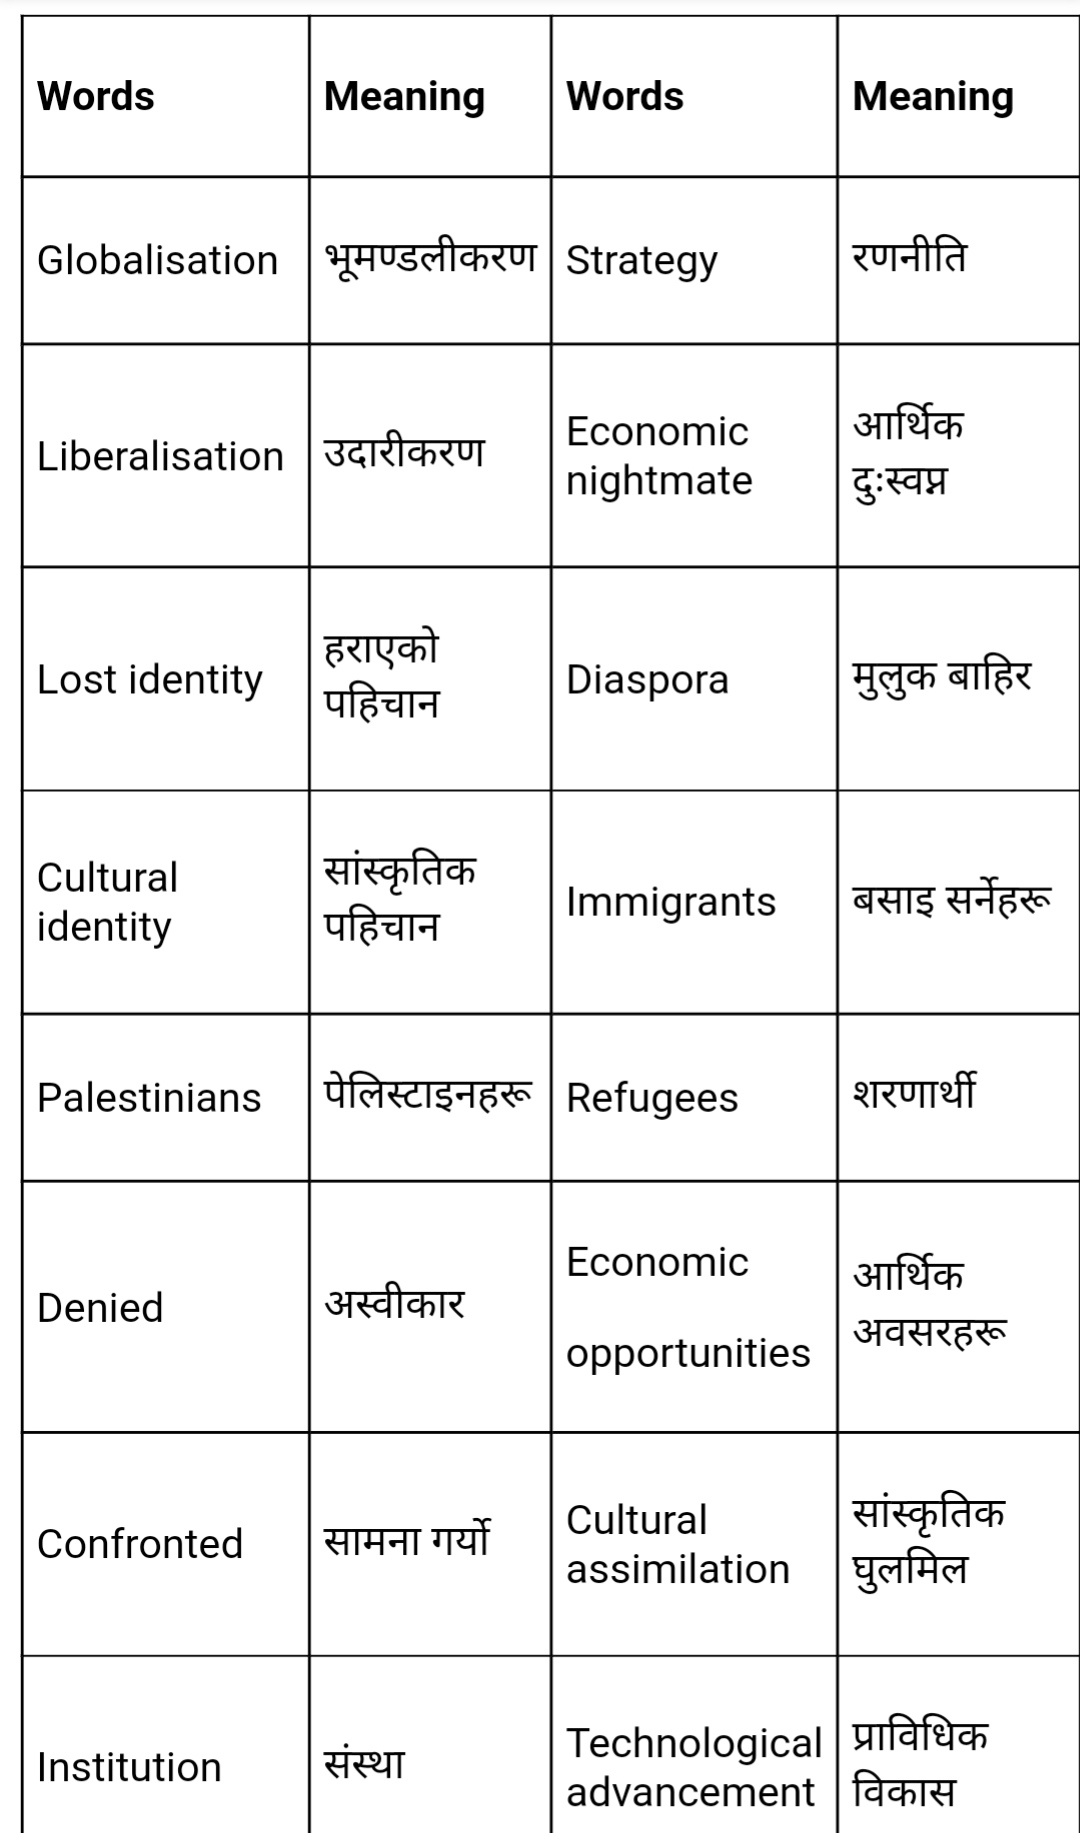 Words Meaning Words Meaning
Globalisation भूमण्डलीकरण Strategy रणनीति
Liberalisation उदारीकरण Economic nightmate आर्थिक दुःस्वप्न
Lost identity हराएको पहिचान Diaspora मुलुक बाहिर
Cultural identity सांस्कृतिक पहिचान Immigrants बसाइ सर्नेहरू
Palestinians पेलिस्टाइनहरू Refugees शरणार्थी
Denied अस्वीकार Economic opportunities आर्थिक अवसरहरू
Confronted सामना गर्यो Cultural assimilation सांस्कृतिक घुलमिल
Institution संस्था Technological advancement प्राविधिक विकास